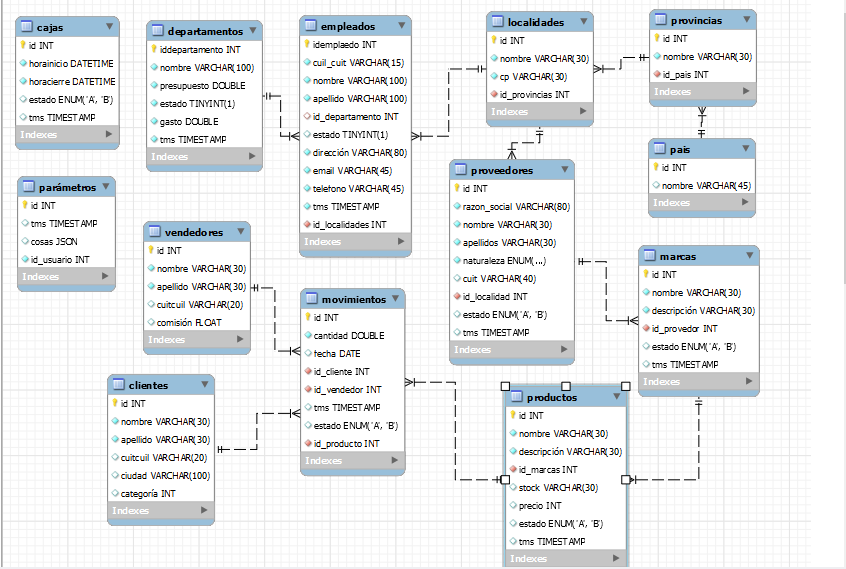 cajas
id INT
horainicio DATETIME
horacierre DATETIME
estado ENUM('A', 'B')
tms TIMESTAMP
Indexes
departamentos
iddepartamento INT
nombre VARCHAR(100)
presupuesto DOUBLE
estado TINYINT(1)
gasto DOUBLE
tms TIMESTAMP
Indexes
empleados
idemplaedo INT
cuil_cuit VARCHAR(15)
nombre VARCHAR(100)
apellido VARCHAR(100)
id_departamento INT
estado TINYINT(1)
dirección VARCHAR(80)
email VARCHAR(45)
telefono VARCHAR(45)
tms TIMESTAMP
id_localidades INT
Indexes
localidades
id INT
nombre VARCHAR(30)
cp VARCHAR(30)
id_provincias INT
Indexes
provincias
id INT
nombre VARCHAR(30)
id_pais INT
Indexes
país
id INT
nombre VARCHAR(45)
Indexes
parámetros
id INT
tms TIMESTAMP
cosas JSON
id_usuario INT
Indexes
vendedores
id INT
nombre VARCHAR(30)
apellido VARCHAR(30)
cuitcuil VARCHAR(20)
comisión FLOAT
Indexes
proveedores
id INT
razon_social VARCHAR(80)
nombre VARCHAR(30)
apellidos VARCHAR(30)
naturaleza ENUM(...)
cuit VARCHAR(40)
id_localidad INT
estado ENUM('A', 'B')
tms TIMESTAMP
Indexes
marcas
id INT
nombre VARCHAR(30)
descripción VARCHAR(30)
id_provedor INT
estado ENUM('A', 'B')
tms TIMESTAMP
Indexes
movimientos
id INT
cantidad DOUBLE
fecha DATE
id_cliente INT
id_vendedor INT
tms TIMESTAMP
estado ENUM('A', 'B')
id_producto INT
Indexes
clientes
id INT
nombre VARCHAR(30)
apellido VARCHAR(30)
cuitcuil VARCHAR(20)
ciudad VARCHAR(100)
categoría INT
Indexes
productos
id INT
nombre VARCHAR(30)
descripción VARCHAR(30)
id_marcas INT
stock VARCHAR(30)
precio INT
estado ENUM('A', 'B')
tms TIMESTAMP
Indexes